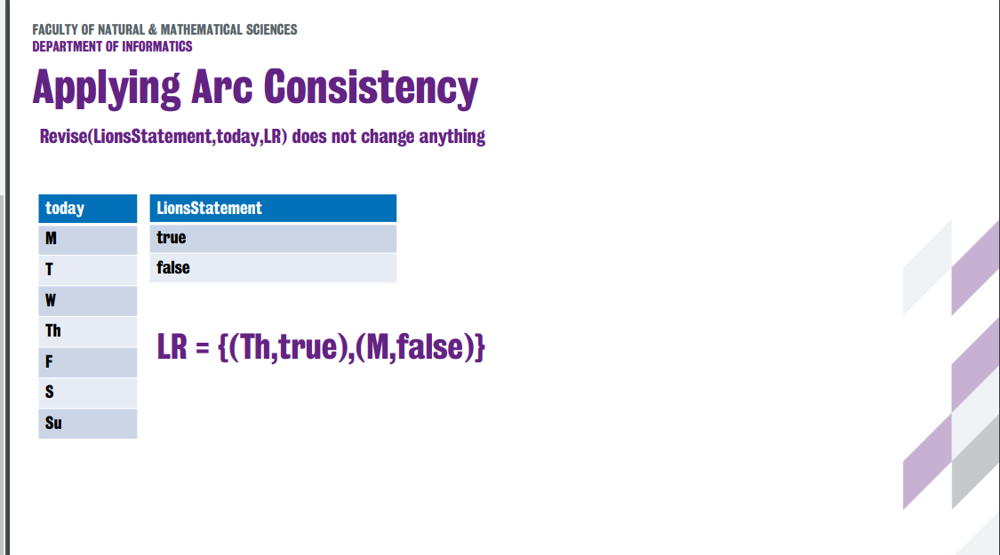 FACULTY OF NATURAL & MATHEMATICAL SCIENCES
DEPARTMENT OF INFORMATICS
Applying Arc Consistency
Revise(LionsStatement,today,LR) does not change anything
today
M
T
W
Th
F
S
Su
LionsStatement
true
false
LR = {(Th,true),(M,false)}